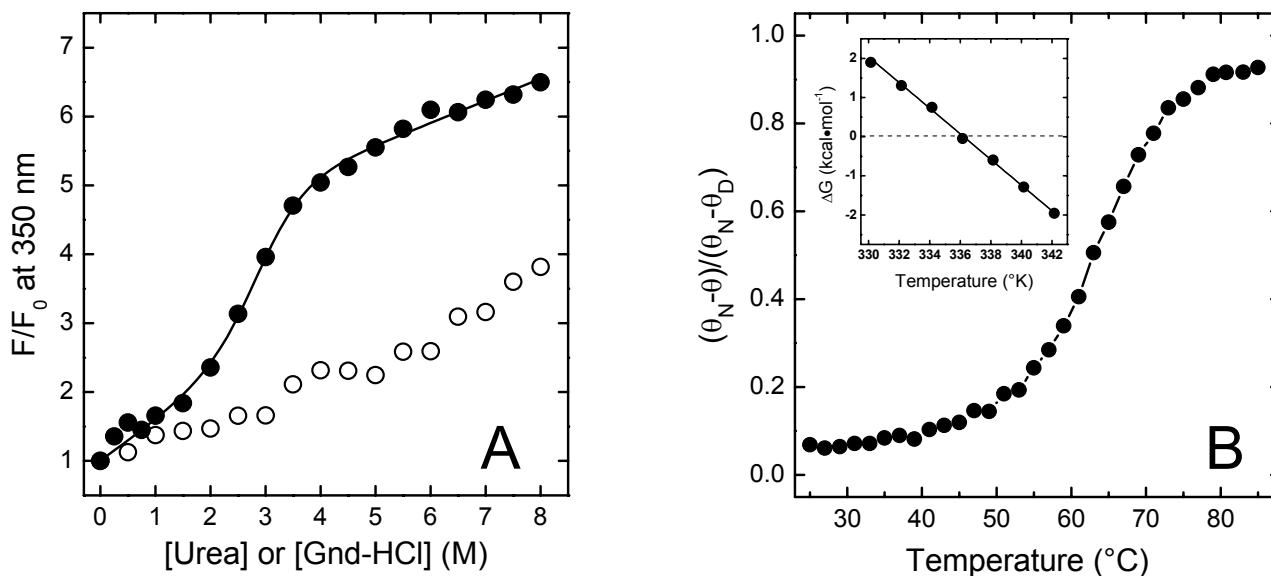 F/F₀ at 350 nm
7
6
5
4
3
2
1
0 1 2 3 4 5 6 7 8
[Urea] or [Gnd-HCl] (M)
A
(θN-θ)/(θN-θD)
1.0
0.8
0.6
0.4
0.2
0.0
30 40 50 60 70 80
Temperature (°C)
B
ΔG (kcal•mol⁻¹)
2
1
0
-1
-2
330 332 334 336 338 340 342
Temperature (°K)